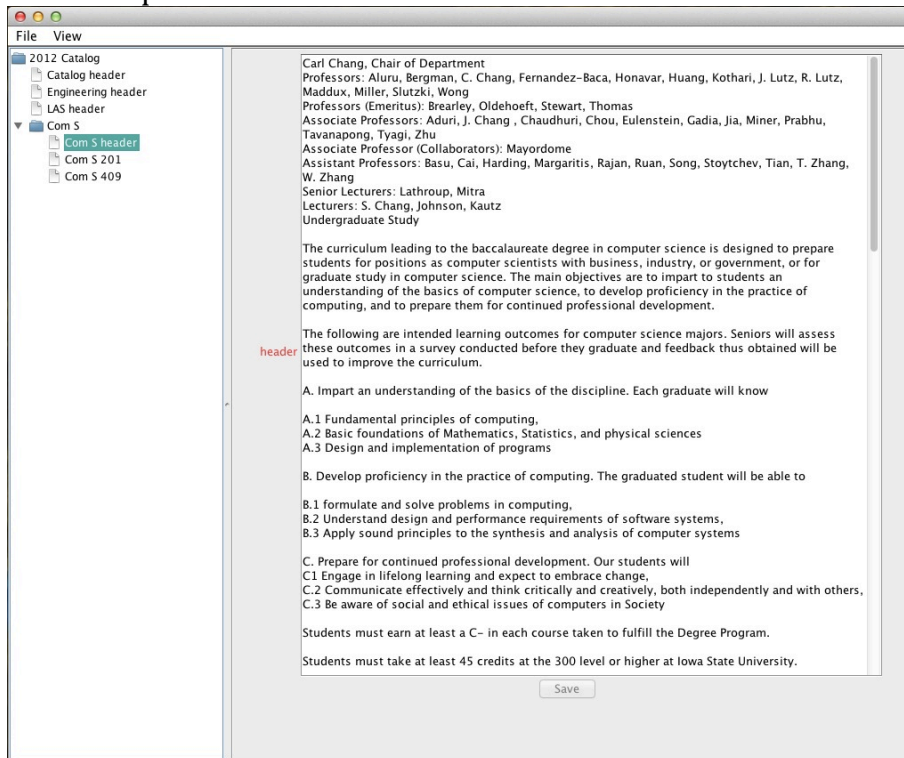 File View
2012 Catalog
Catalog header
Engineering header
LAS header
Com S
Com S header
Com S 201
Com S 409
header
Carl Chang, Chair of Department
Professors: Aluru, Bergman, C. Chang, Fernandez-Baca, Honavar, Huang, Kothari, J. Lutz, R. Lutz,
Maddux, Miller, Slutzki, Wong
Professors (Emeritus): Brearley, Oldehoeft, Stewart, Thomas
Associate Professors: Aduri, J. Chang , Chaudhuri, Chou, Eulenstein, Gadia, Jia, Miner, Prabhu,
Tavanapong, Tyagi, Zhu
Associate Professor (Collaborators): Mayordome
Assistant Professors: Basu, Cai, Harding, Margaritis, Rajan, Ruan, Song, Stoytchev, Tian, T. Zhang,
W. Zhang
Senior Lecturers: Lathroup, Mitra
Lecturers: S. Chang, Johnson, Kautz
Undergraduate Study
The curriculum leading to the baccalaureate degree in computer science is designed to prepare
students for positions as computer scientists with business, industry, or government, or for
graduate study in computer science. The main objectives are to impart to students an
understanding of the basics of computer science, to develop proficiency in the practice of
computing, and to prepare them for continued professional development.
The following are intended learning outcomes for computer science majors. Seniors will assess
these outcomes in a survey conducted before they graduate and feedback thus obtained will be
used to improve the curriculum.
A. Impart an understanding of the basics of the discipline. Each graduate will know
A.1 Fundamental principles of computing,
A.2 Basic foundations of Mathematics, Statistics, and physical sciences
A.3 Design and implementation of programs
B. Develop proficiency in the practice of computing. The graduated student will be able to
B.1 formulate and solve problems in computing,
B.2 Understand design and performance requirements of software systems,
B.3 Apply sound principles to the synthesis and analysis of computer systems
C. Prepare for continued professional development. Our students will
C1 Engage in lifelong learning and expect to embrace change,
C.2 Communicate effectively and think critically and creatively, both independently and with others,
C.3 Be aware of social and ethical issues of computers in Society
Students must earn at least a C- in each course taken to fulfill the Degree Program.
Students must take at least 45 credits at the 300 level or higher at Iowa State University.
Save